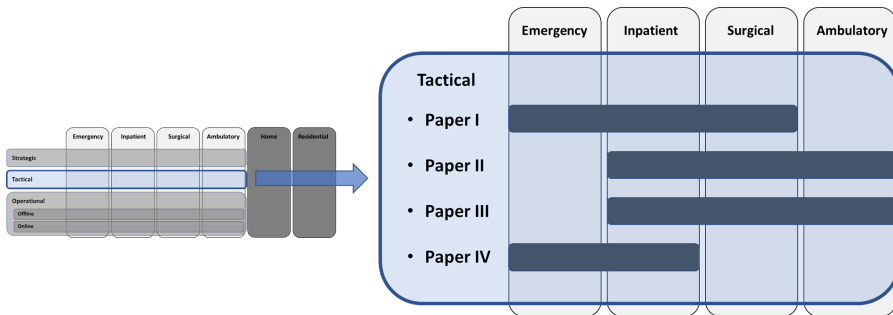 Emergency Inpatient Surgical Ambulatory Home Residential
Strategic
Tactical
Operational
Offline
Online
Emergency Inpatient Surgical Ambulatory
Tactical
• Paper I
• Paper II
• Paper III
• Paper IV